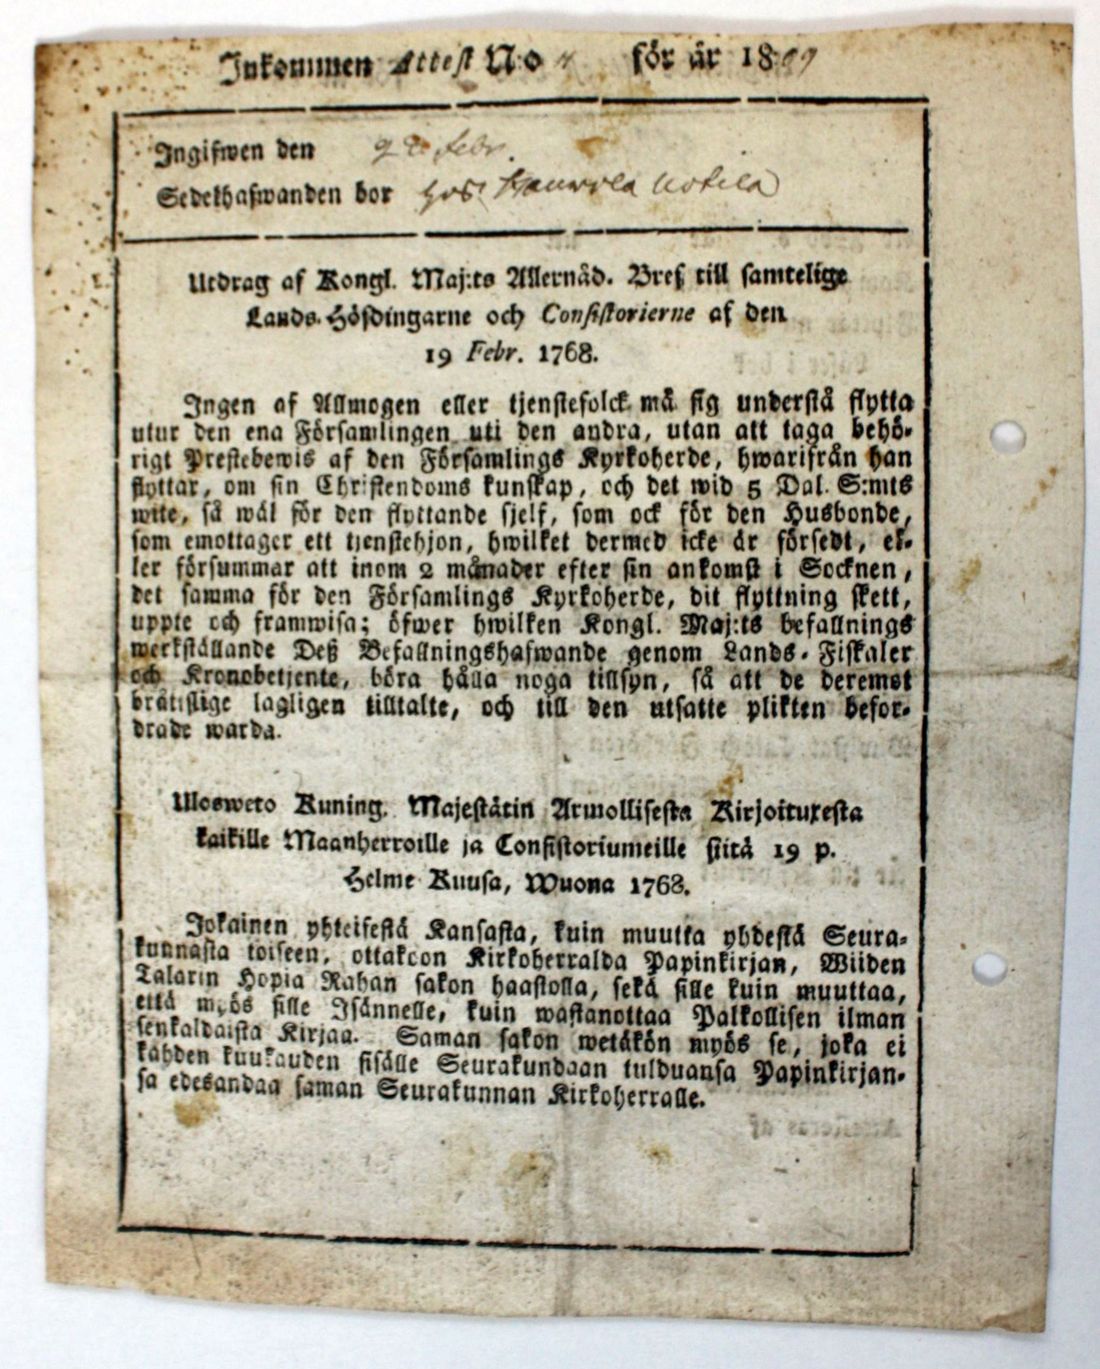 Inkommen Attest N:o 4 för år 1809
Ingifwen den 22 febr.
Sedelhafwanden bor hos
Utdrag af Kongl. Maj:ts Allernåd. Bref till samtelige
Lands-Höfdingarne och Consistorierne af den
19 Febr. 1768.
Ingen af Allmogen eller tjenstefolck må sig understå flytta
utur den ena Församlingen uti den andra, utan att taga behö-
rigt Prestebewis af den Församlings Kyrkoherde, hwarifrån han
flyttar, om sin Christendoms kunskap, och det wid 5 Dal. S:mts
wite, så wäl för den flyttande sjelf, som ock för den Husbonde,
som emottager ett tjenstehjon, hwilket dermed icke är försedt, el-
ler försummar att inom 2 månader efter sin ankomst i Socknen,
det samma för den Församlings Kyrkoherde, dit flyttning skett,
uppte och framwisa; öfwer hwilken Kongl. Maj:ts befallnings
werkställande Deß Befallningshafwande genom Lands-Fiskaler
och Kronobetjente, böra hålla noga tillsyn, så att de deremot
bråtislige lagligen tilltalte, och till den utsatte plikten befor-
drade warda.
Ulosweto Kuning. Majestätin Armollisesta Kirjoituxesta
kaikille Maanherroille ja Consistoriumeille siitä 19 p.
Helme Kuusa, Wuona 1768.
Jokainen yhteisestä Kansasta, kuin muutta yhdestä Seura-
kunnasta toiseen, ottakoon Kirkoherralda Papinkirjan, Wiiden
Talarin Hopia Rahan sakon haastolla, sekä sille kuin muuttaa,
että myös sille Isännelle, kuin wastanottaa Palkollisen ilman
senkaldaista Kirjaa. Saman sakon wetäkön myös se, joka ei
kahden kuukauden sisälle Seurakundaan tulduansa Papinkirjan-
sa edesandaa saman Seurakunnan Kirkoherralle.